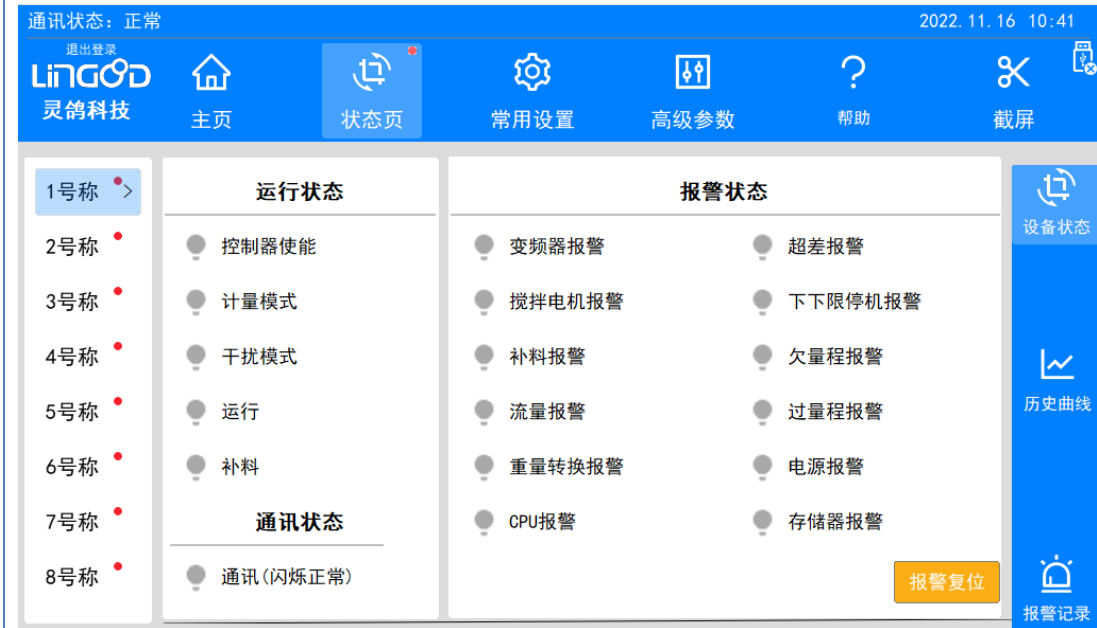 通讯状态：正常
2022.11.16 10:41
退出登录
LinGOD
灵鸽科技
主页
状态页
常用设置
高级参数
帮助
截屏
1号称 >
2号称
3号称
4号称
5号称
6号称
7号称
8号称
运行状态
控制器使能
计量模式
干扰模式
运行
补料
通讯状态
通讯(闪烁正常)
报警状态
变频器报警
超差报警
搅拌电机报警
下下限停机报警
补料报警
欠量程报警
流量报警
过量程报警
重量转换报警
电源报警
CPU报警
存储器报警
报警复位
设备状态
历史曲线
报警记录